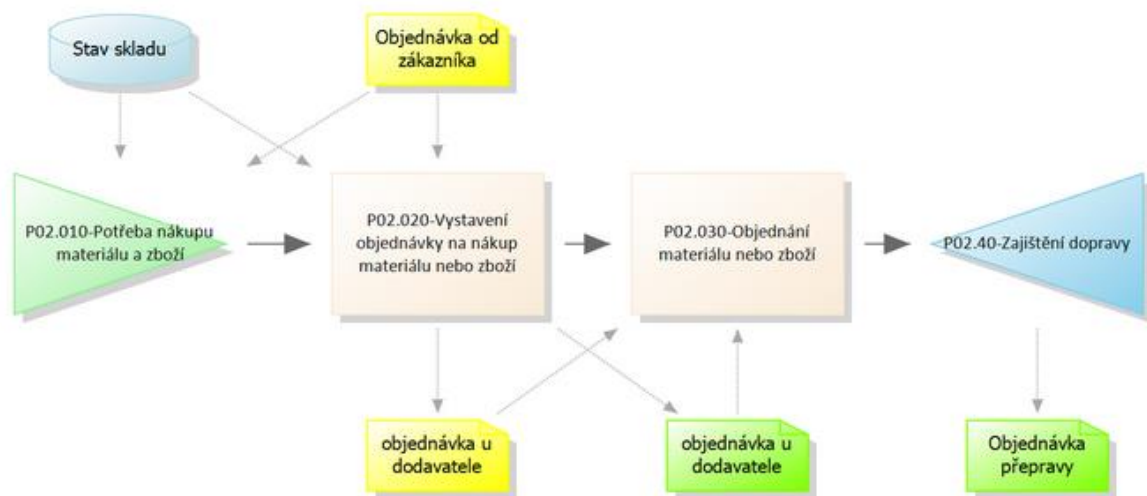 Stav skladu
Objednávka od
zákazníka
P02.010-Potřeba nákupu
materiálu a zboží
P02.020-Vystavení
objednávky na nákup
materiálu nebo zboží
P02.030-Objednání
materiálu nebo zboží
P02.40-Zajištění dopravy
objednávka u
dodavatele
objednávka u
dodavatele
Objednávka
přepravy